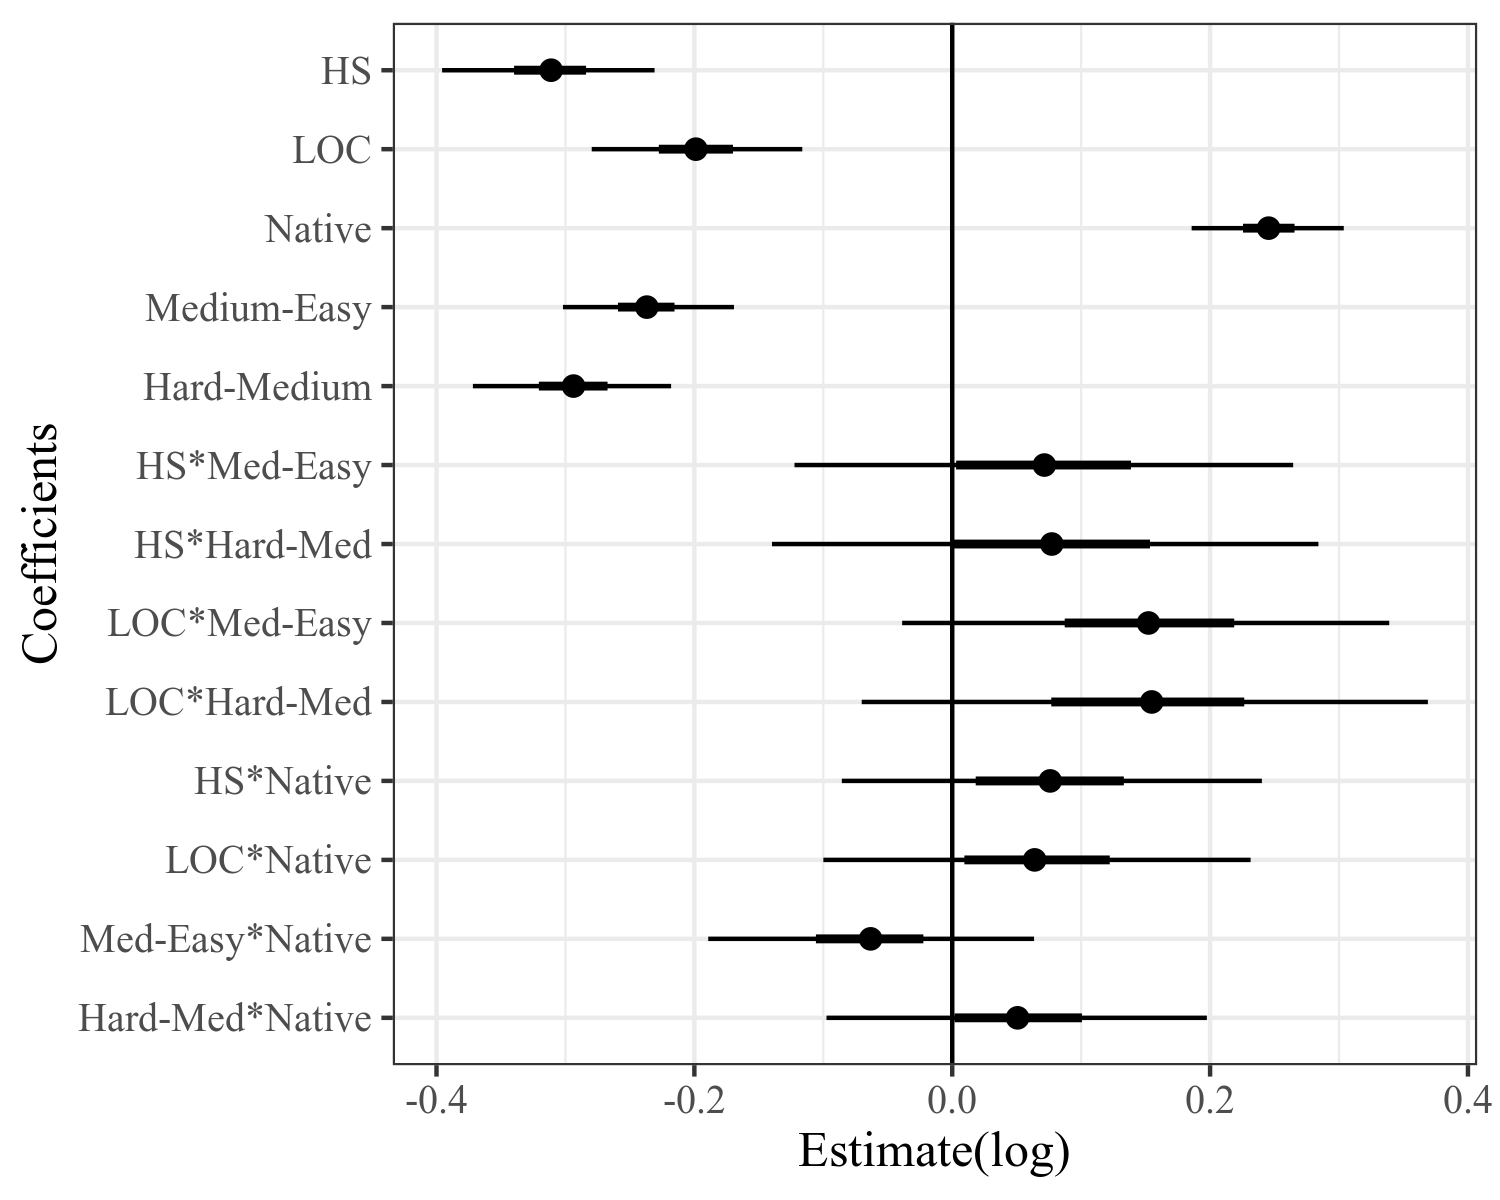 HS
LOC
Native
Medium-Easy
Hard-Medium
HS*Med-Easy
HS*Hard-Med
LOC*Med-Easy
LOC*Hard-Med
HS*Native
LOC*Native
Med-Easy*Native
Hard-Med*Native
Coefficients
-0.4 -0.2 0.0 0.2 0.4
Estimate(log)